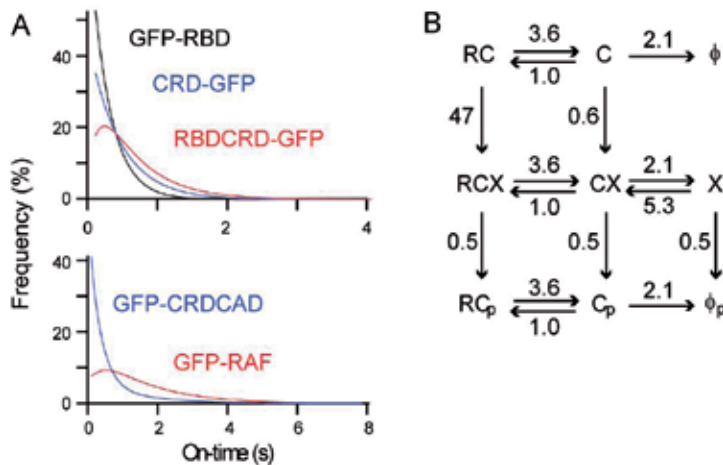 A
Frequency (%)
40
20
0
GFP-RBD
CRD-GFP
RBDCRD-GFP
0 2 4
40
20
0
GFP-CRDCAD
GFP-RAF
0 2 4 6 8
On-time (s)
B
3.6 2.1
RC C ϕ
1.0
47 0.6
3.6 2.1
RCX CX X
1.0 5.3
0.5 0.5 0.5
3.6 2.1
RCp Cp ϕp
1.0